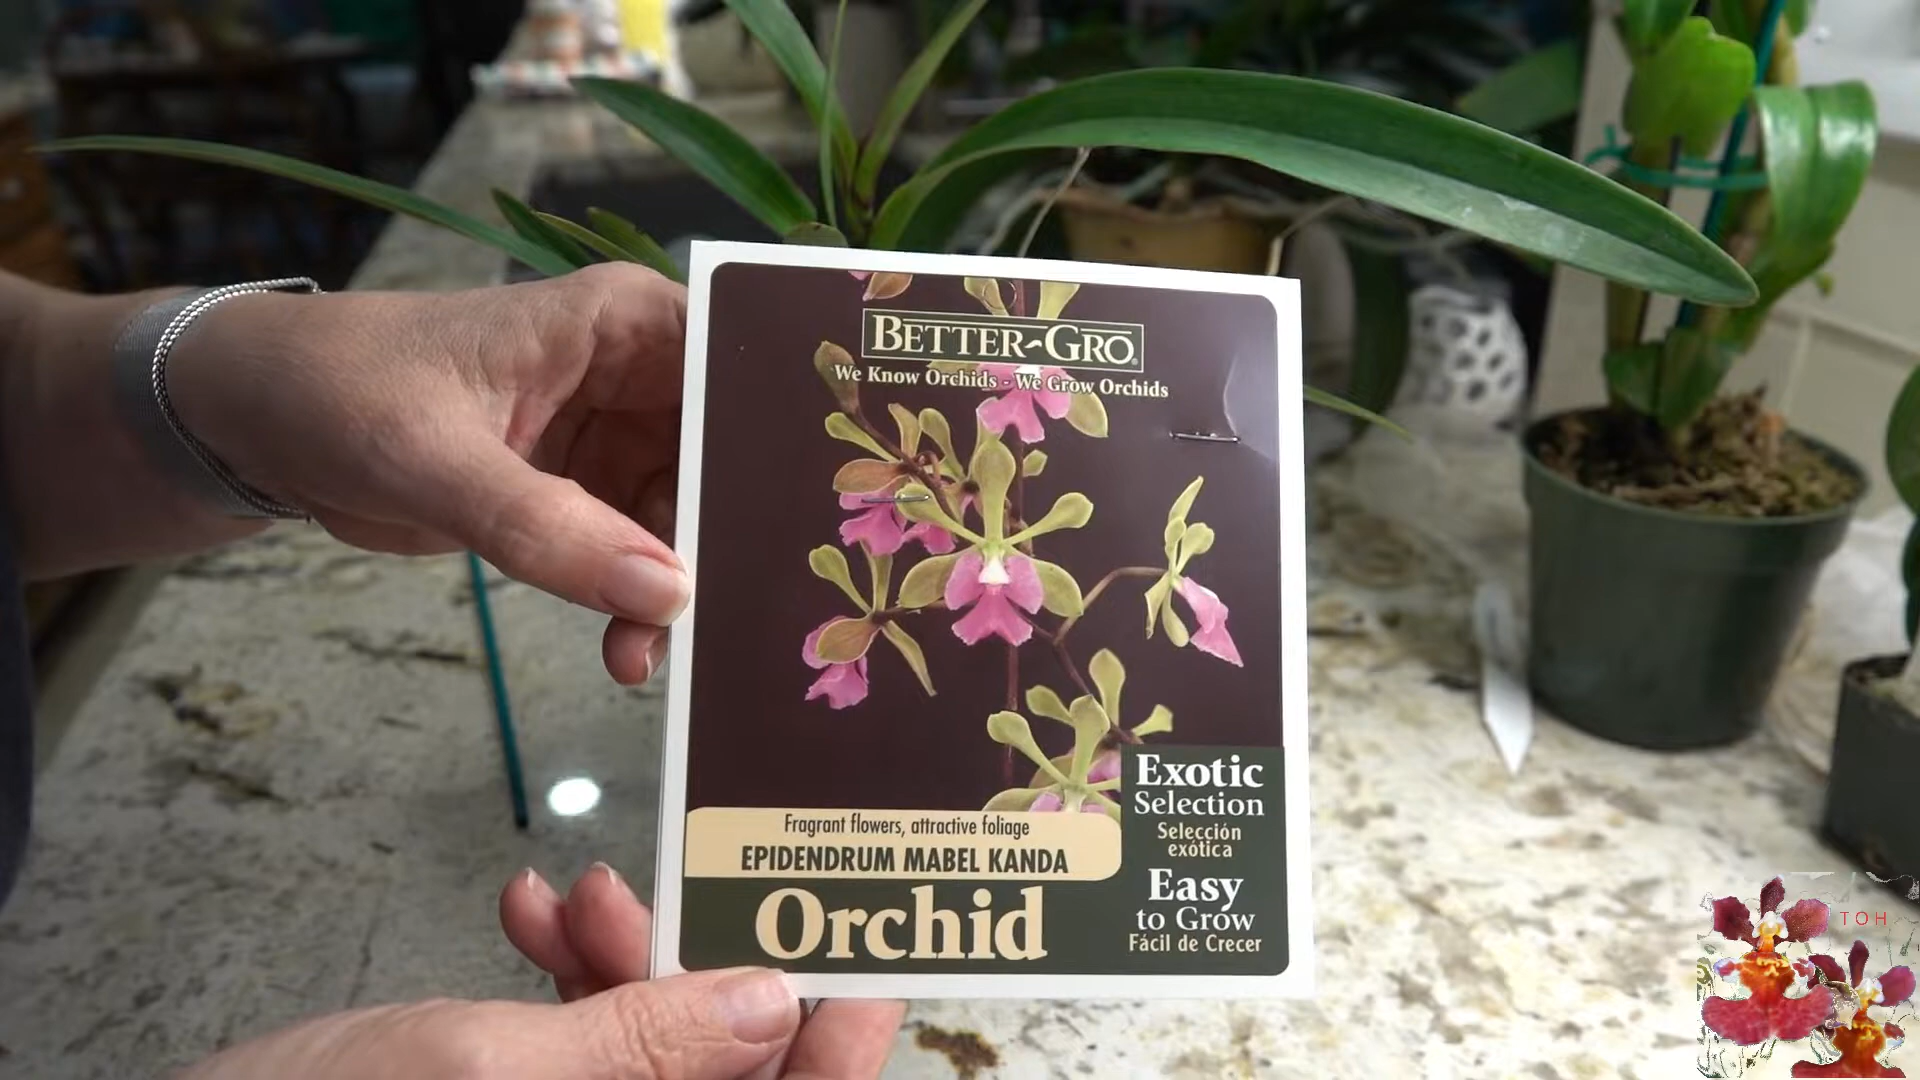 BETTER-GRO®
We Know Orchids - We Grow Orchids
Fragrant flowers, attractive foliage
EPIDENDRUM MABEL KANDA
Orchid
Exotic
Selection
Selección
exótica
Easy
to Grow
Fácil de Crecer
TOH